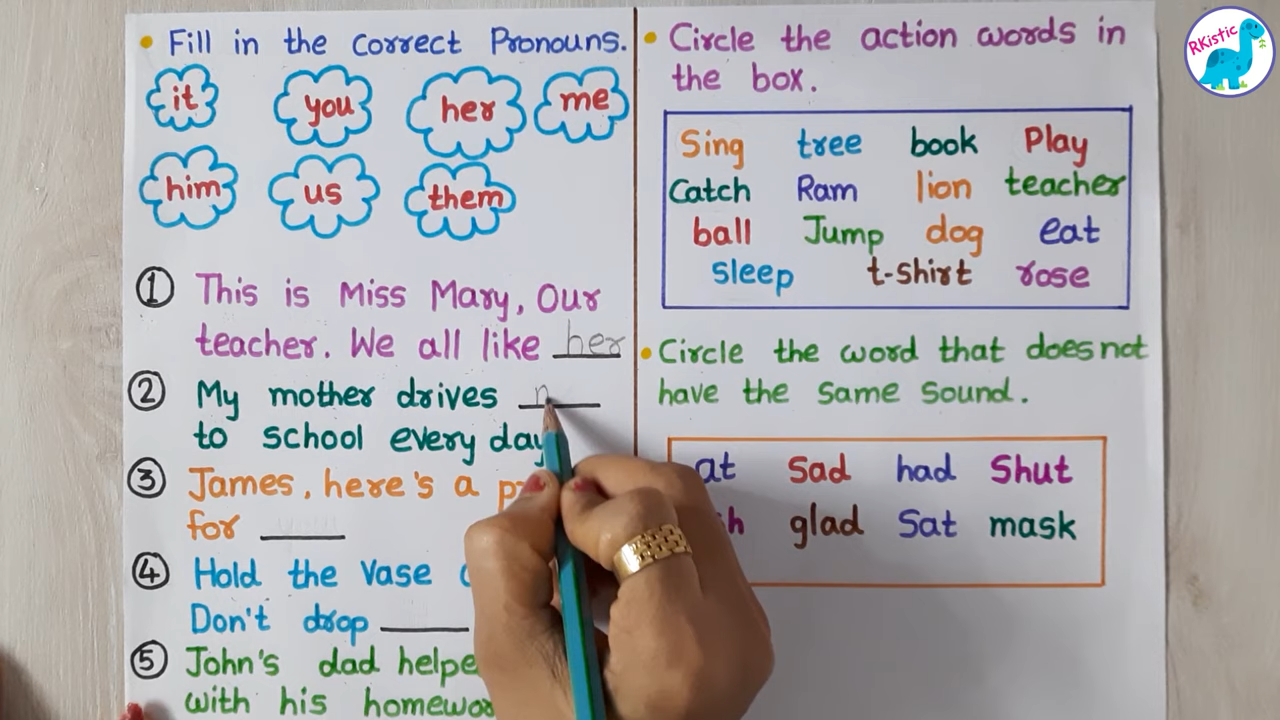 • Fill in the correct Pronouns.
it you her me
him us them
1 This is Miss Mary, Our
teacher. We all like her
2 My mother drives
to school every day
3 James, here's a
for
4 Hold the Vase
Don't drop
5 John's dad
with his
• Circle the action words in
the box.
Sing tree book Play
Catch Ram lion teacher
ball Jump dog eat
sleep t-shirt rose
• Circle the word that does not
have the same sound.
at Sad had Shut
glad Sat mask
RKistic